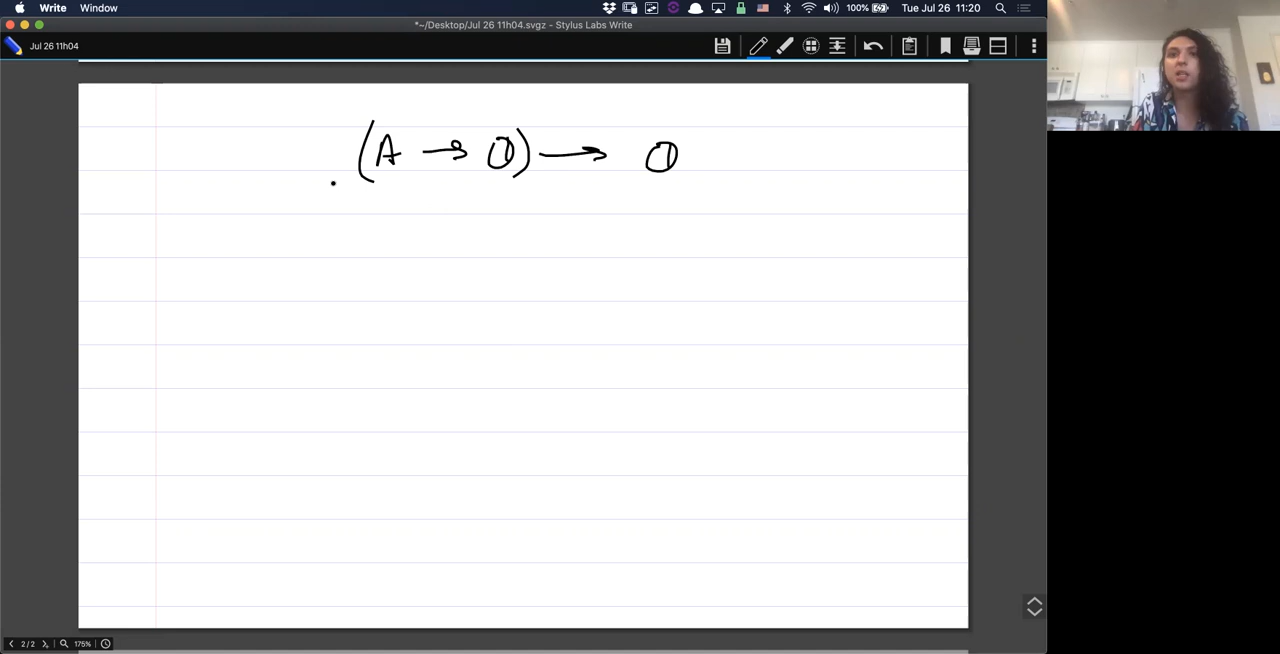 Write Window 100% Tue Jul 26 11:20
*~/Desktop/Jul 26 11h04.svgz - Stylus Labs Write
Jul 26 11h04
(A → 𝟘) → 𝟘
2/2 175%